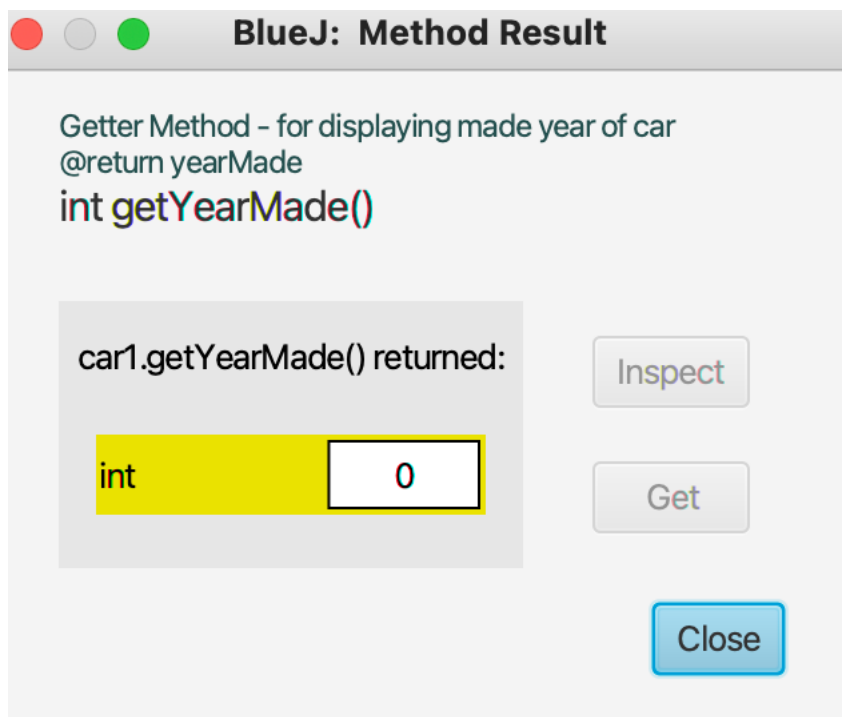 BlueJ: Method Result
Getter Method - for displaying made year of car
@return yearMade
int getYearMade()
car1.getYearMade() returned:
Inspect
int 0
Get
Close